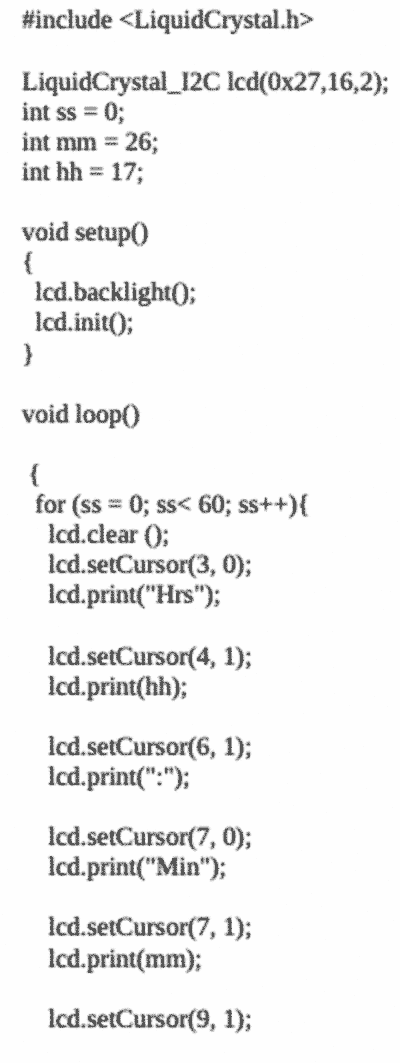 #include <LiquidCrystal.h>
LiquidCrystal_I2C lcd(0x27,16,2);
int ss = 0;
int mm = 26;
int hh = 17;
void setup()
{
lcd.backlight();
lcd.init();
}
void loop()
{
for (ss = 0; ss< 60; ss++){
lcd.clear ();
lcd.setCursor(3, 0);
lcd.print("Hrs");
lcd.setCursor(4, 1);
lcd.print(hh);
lcd.setCursor(6, 1);
lcd.print(":");
lcd.setCursor(7, 0);
lcd.print("Min");
lcd.setCursor(7, 1);
lcd.print(mm);
lcd.setCursor(9, 1);